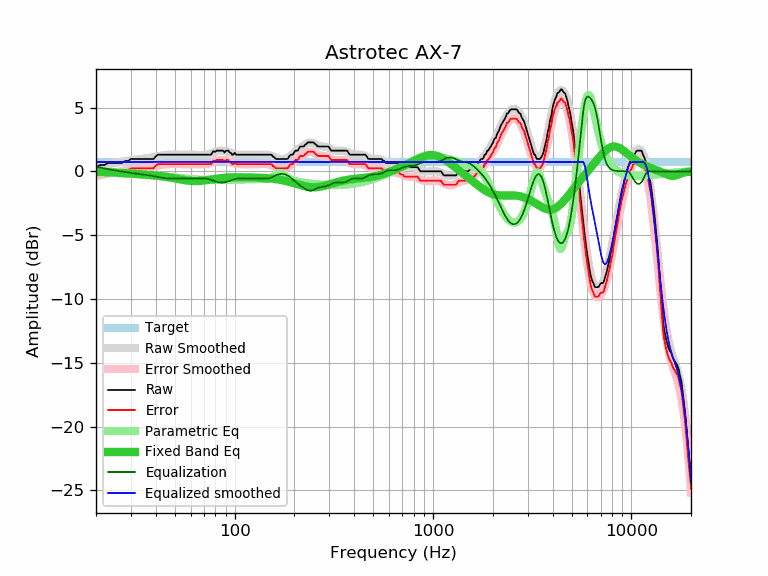 Astrotec AX-7
Amplitude (dBr)
5
0
−5
−10
−15
−20
−25
Target
Raw Smoothed
Error Smoothed
Raw
Error
Parametric Eq
Fixed Band Eq
Equalization
Equalized smoothed
100
1000
10000
Frequency (Hz)